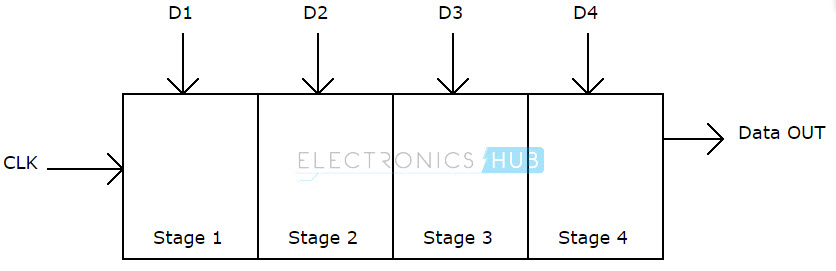 D1 D2 D3 D4
Data OUT
CLK
ELECTRONICS HUB
Stage 1 Stage 2 Stage 3 Stage 4